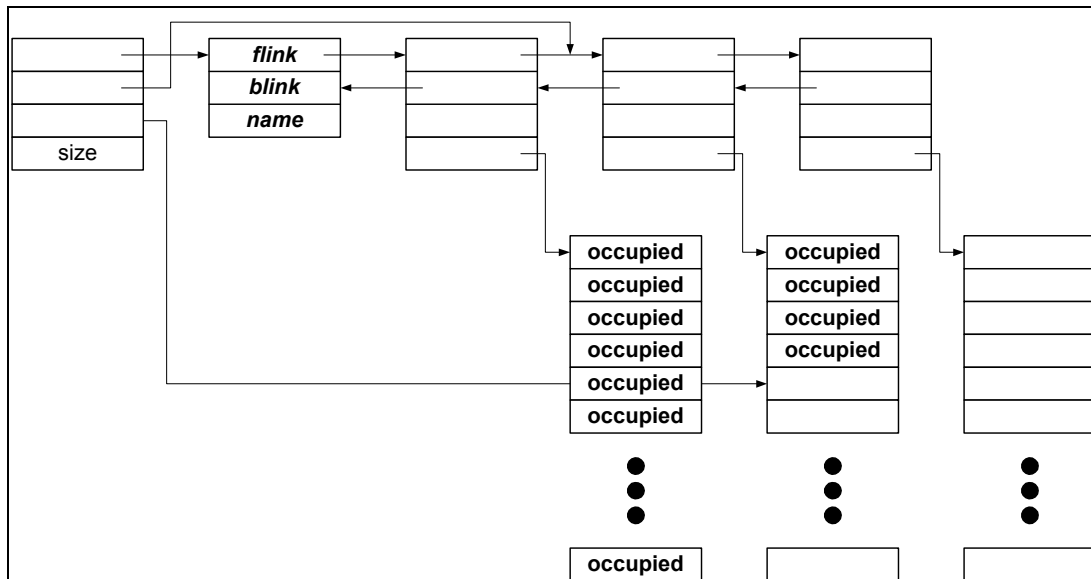 flink
blink
name
size
occupied occupied
occupied occupied
occupied occupied
occupied occupied
occupied
occupied
occupied